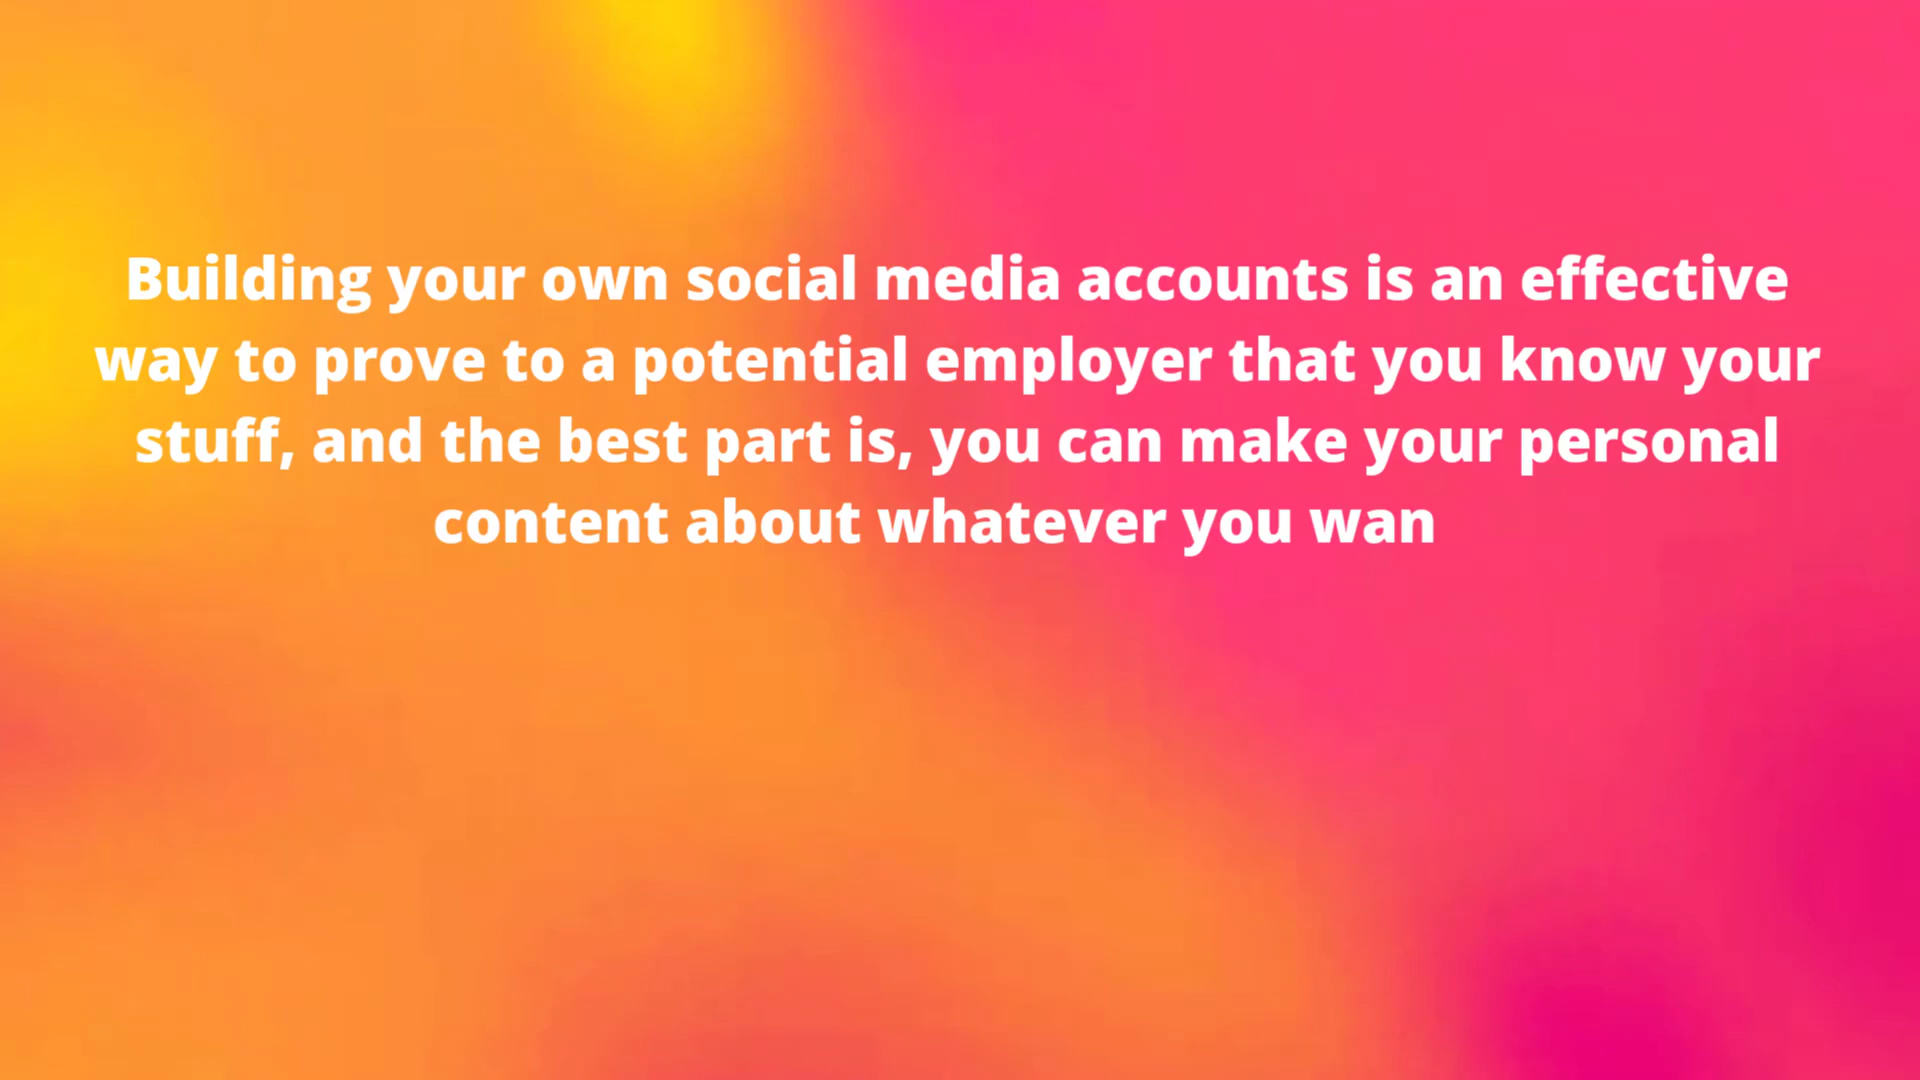 Building your own social media accounts is an effective
way to prove to a potential employer that you know your
stuff, and the best part is, you can make your personal
content about whatever you wan